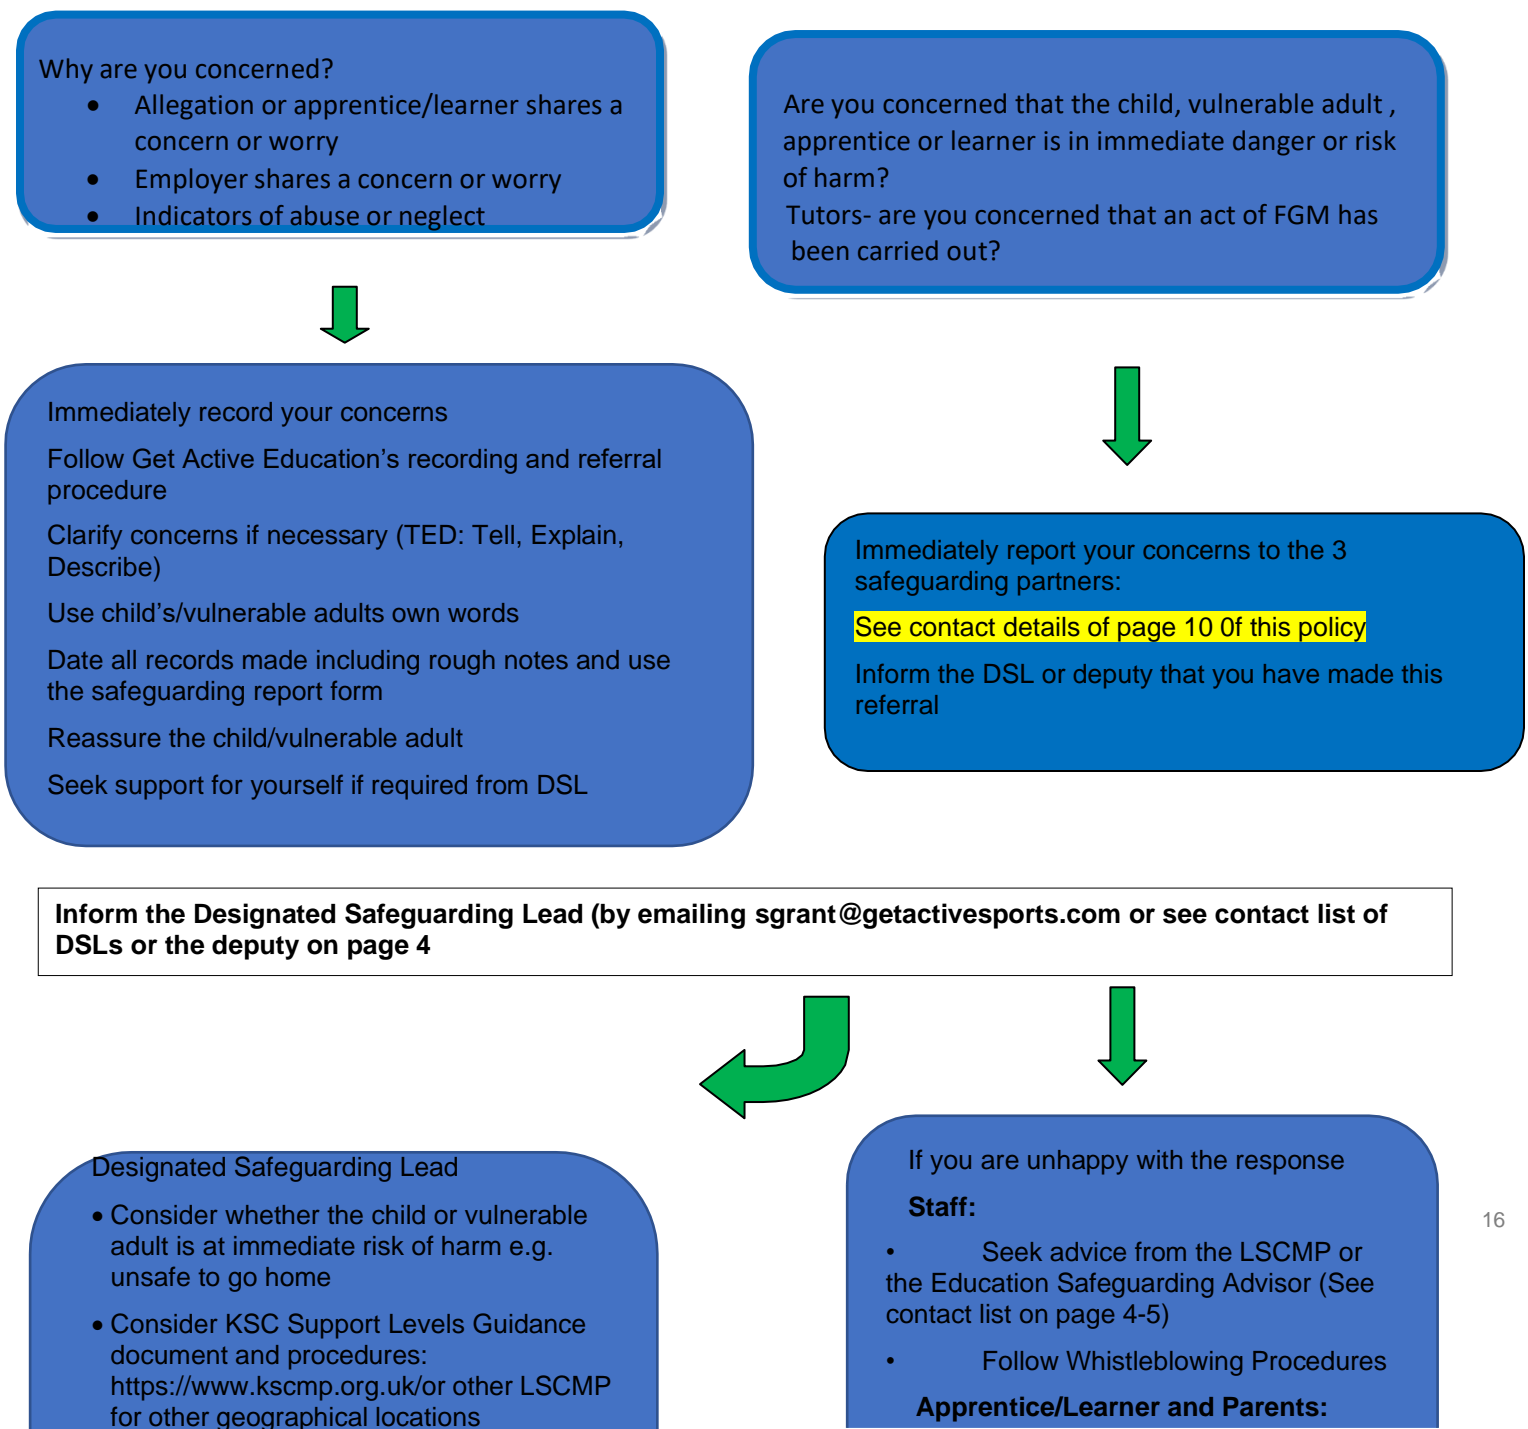 Why are you concerned?
• Allegation or apprentice/learner shares a
concern or worry
• Employer shares a concern or worry
• Indicators of abuse or neglect
Are you concerned that the child, vulnerable adult ,
apprentice or learner is in immediate danger or risk
of harm?
Tutors- are you concerned that an act of FGM has
been carried out?
Immediately record your concerns
Follow Get Active Education’s recording and referral
procedure
Clarify concerns if necessary (TED: Tell, Explain,
Describe)
Use child’s/vulnerable adults own words
Date all records made including rough notes and use
the safeguarding report form
Reassure the child/vulnerable adult
Seek support for yourself if required from DSL
Immediately report your concerns to the 3
safeguarding partners:
See contact details of page 10 0f this policy
Inform the DSL or deputy that you have made this
referral
Inform the Designated Safeguarding Lead (by emailing sgrant@getactivesports.com or see contact list of
DSLs or the deputy on page 4
Designated Safeguarding Lead
• Consider whether the child or vulnerable
adult is at immediate risk of harm e.g.
unsafe to go home
• Consider KSC Support Levels Guidance
document and procedures:
https://www.kscmp.org.uk/or other LSCMP
for other geographical locations
If you are unhappy with the response
Staff:
• Seek advice from the LSCMP or
the Education Safeguarding Advisor (See
contact list on page 4-5)
• Follow Whistleblowing Procedures
Apprentice/Learner and Parents:
16